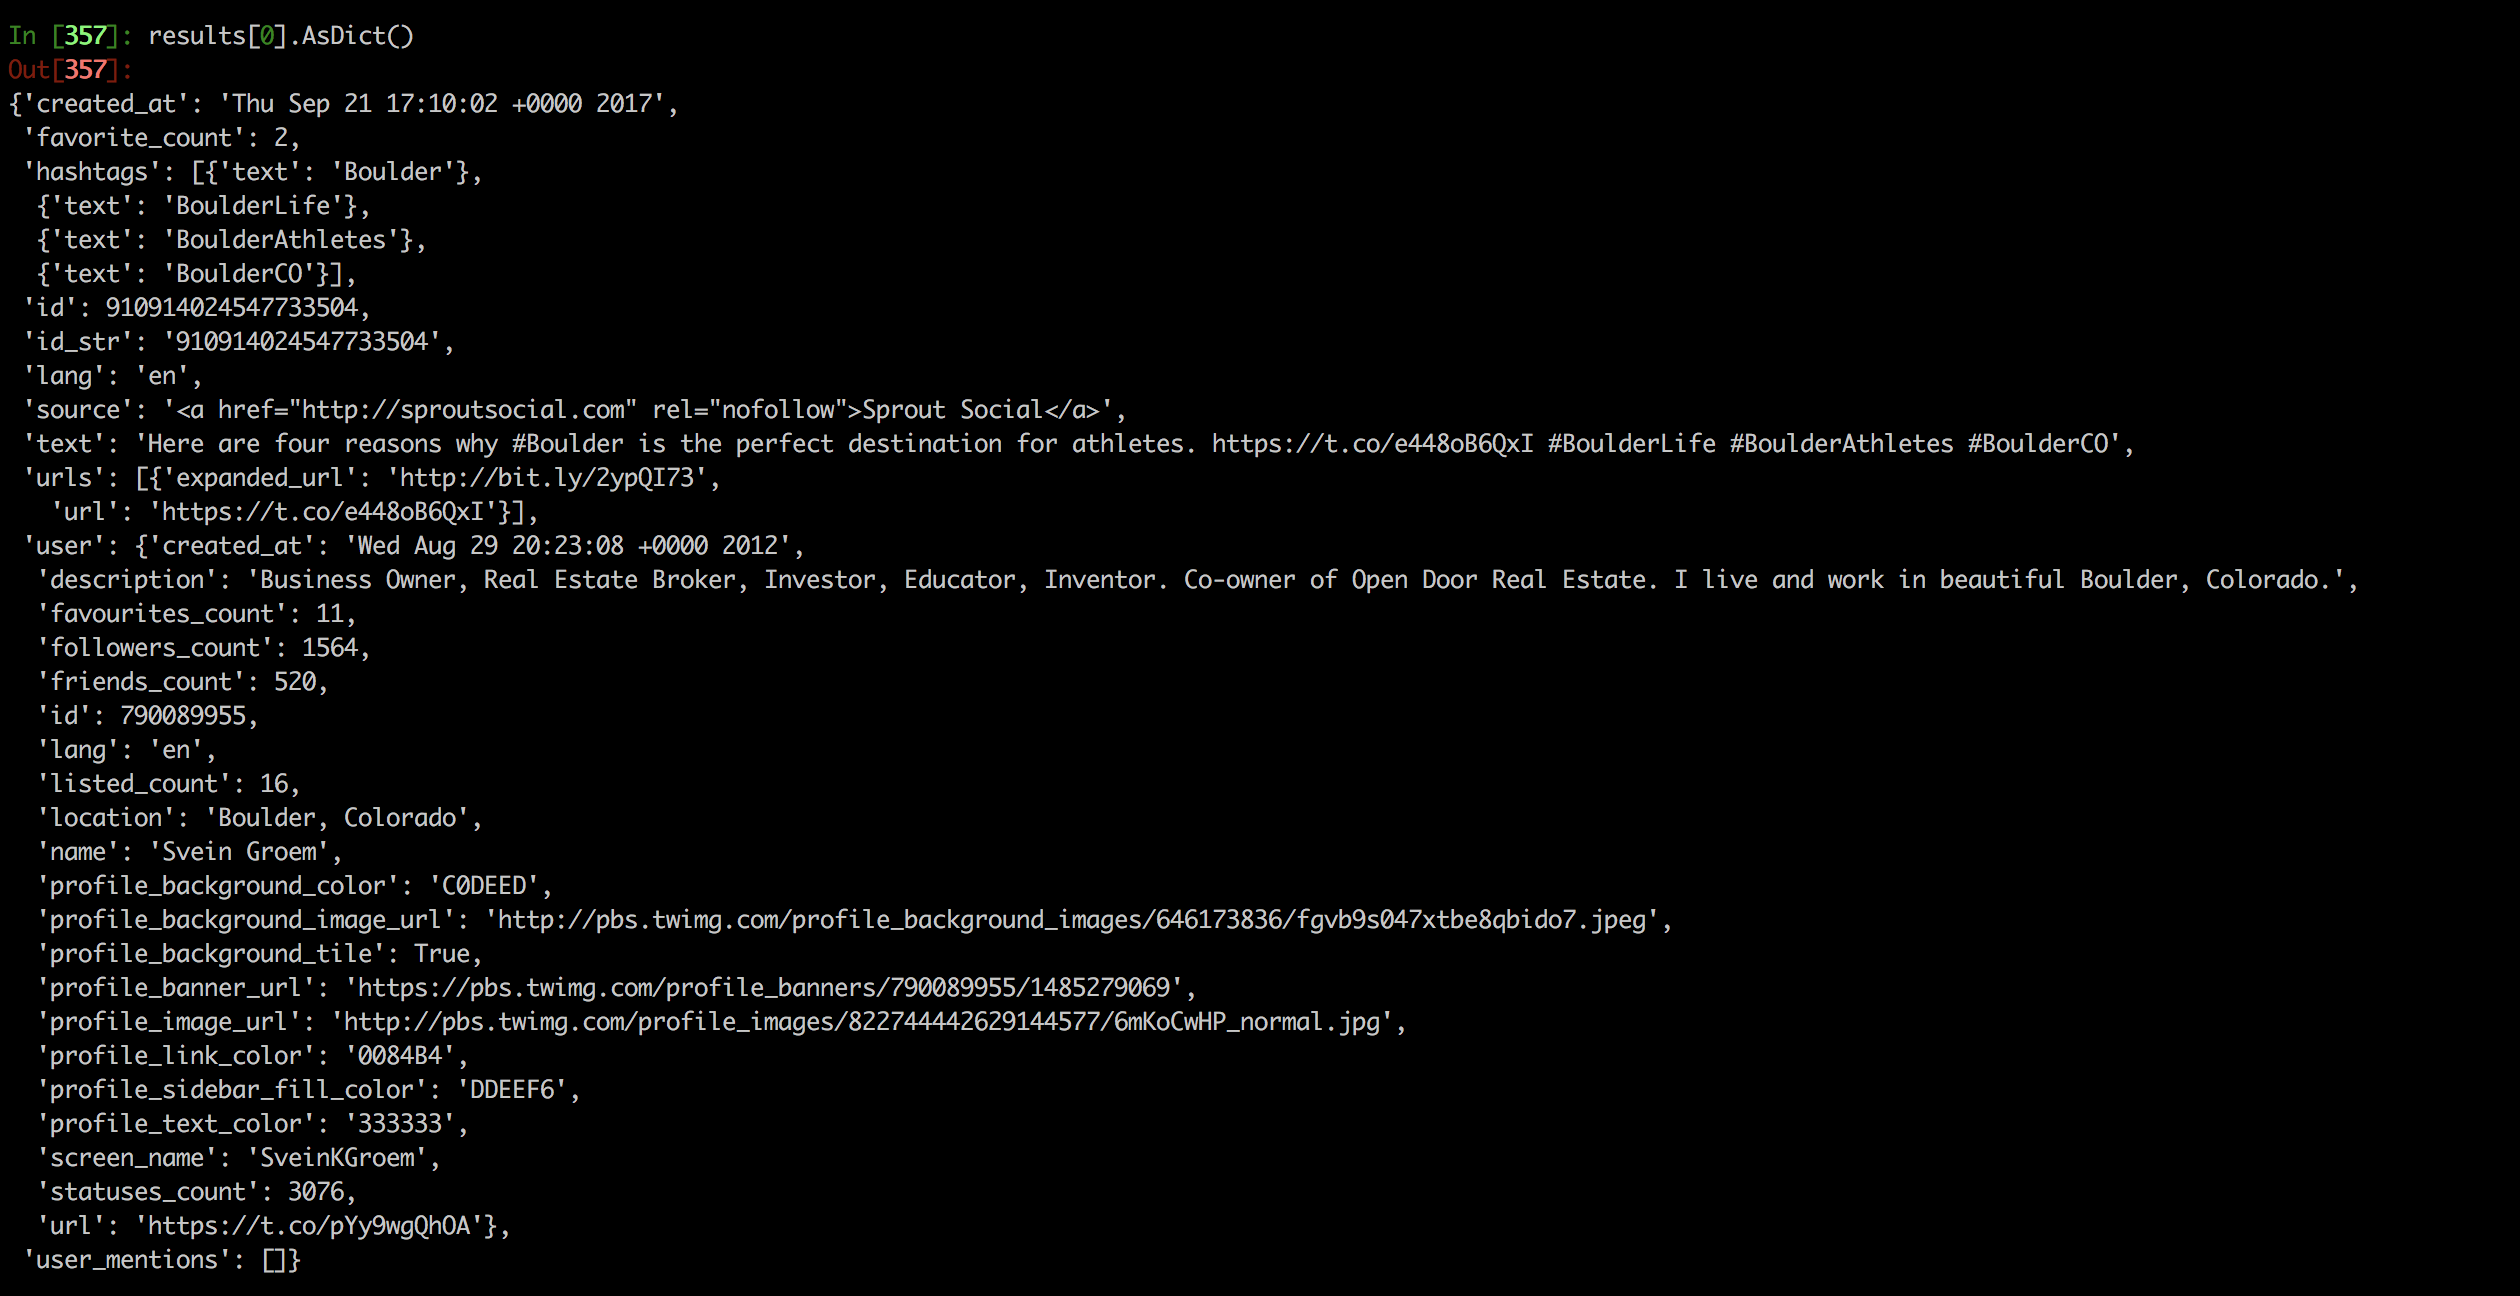 In [357]: results[0].AsDict()
Out[357]:
{'created_at': 'Thu Sep 21 17:10:02 +0000 2017',
 'favorite_count': 2,
 'hashtags': [{'text': 'Boulder'},
  {'text': 'BoulderLife'},
  {'text': 'BoulderAthletes'},
  {'text': 'BoulderCO'}],
 'id': 910914024547733504,
 'id_str': '910914024547733504',
 'lang': 'en',
 'source': '<a href="http://sproutsocial.com" rel="nofollow">Sprout Social</a>',
 'text': 'Here are four reasons why #Boulder is the perfect destination for athletes. https://t.co/e448oB6QxI #BoulderLife #BoulderAthletes #BoulderCO',
 'urls': [{'expanded_url': 'http://bit.ly/2ypQI73',
   'url': 'https://t.co/e448oB6QxI'}],
 'user': {'created_at': 'Wed Aug 29 20:23:08 +0000 2012',
  'description': 'Business Owner, Real Estate Broker, Investor, Educator, Inventor. Co-owner of Open Door Real Estate. I live and work in beautiful Boulder, Colorado.',
  'favourites_count': 11,
  'followers_count': 1564,
  'friends_count': 520,
  'id': 790089955,
  'lang': 'en',
  'listed_count': 16,
  'location': 'Boulder, Colorado',
  'name': 'Svein Groem',
  'profile_background_color': 'C0DEED',
  'profile_background_image_url': 'http://pbs.twimg.com/profile_background_images/646173836/fgvb9s047xtbe8qbido7.jpeg',
  'profile_background_tile': True,
  'profile_banner_url': 'https://pbs.twimg.com/profile_banners/790089955/1485279069',
  'profile_image_url': 'http://pbs.twimg.com/profile_images/822744442629144577/6mKoCwHP_normal.jpg',
  'profile_link_color': '0084B4',
  'profile_sidebar_fill_color': 'DDEEF6',
  'profile_text_color': '333333',
  'screen_name': 'SveinKGroem',
  'statuses_count': 3076,
  'url': 'https://t.co/pYy9wgQhOA'},
 'user_mentions': []}